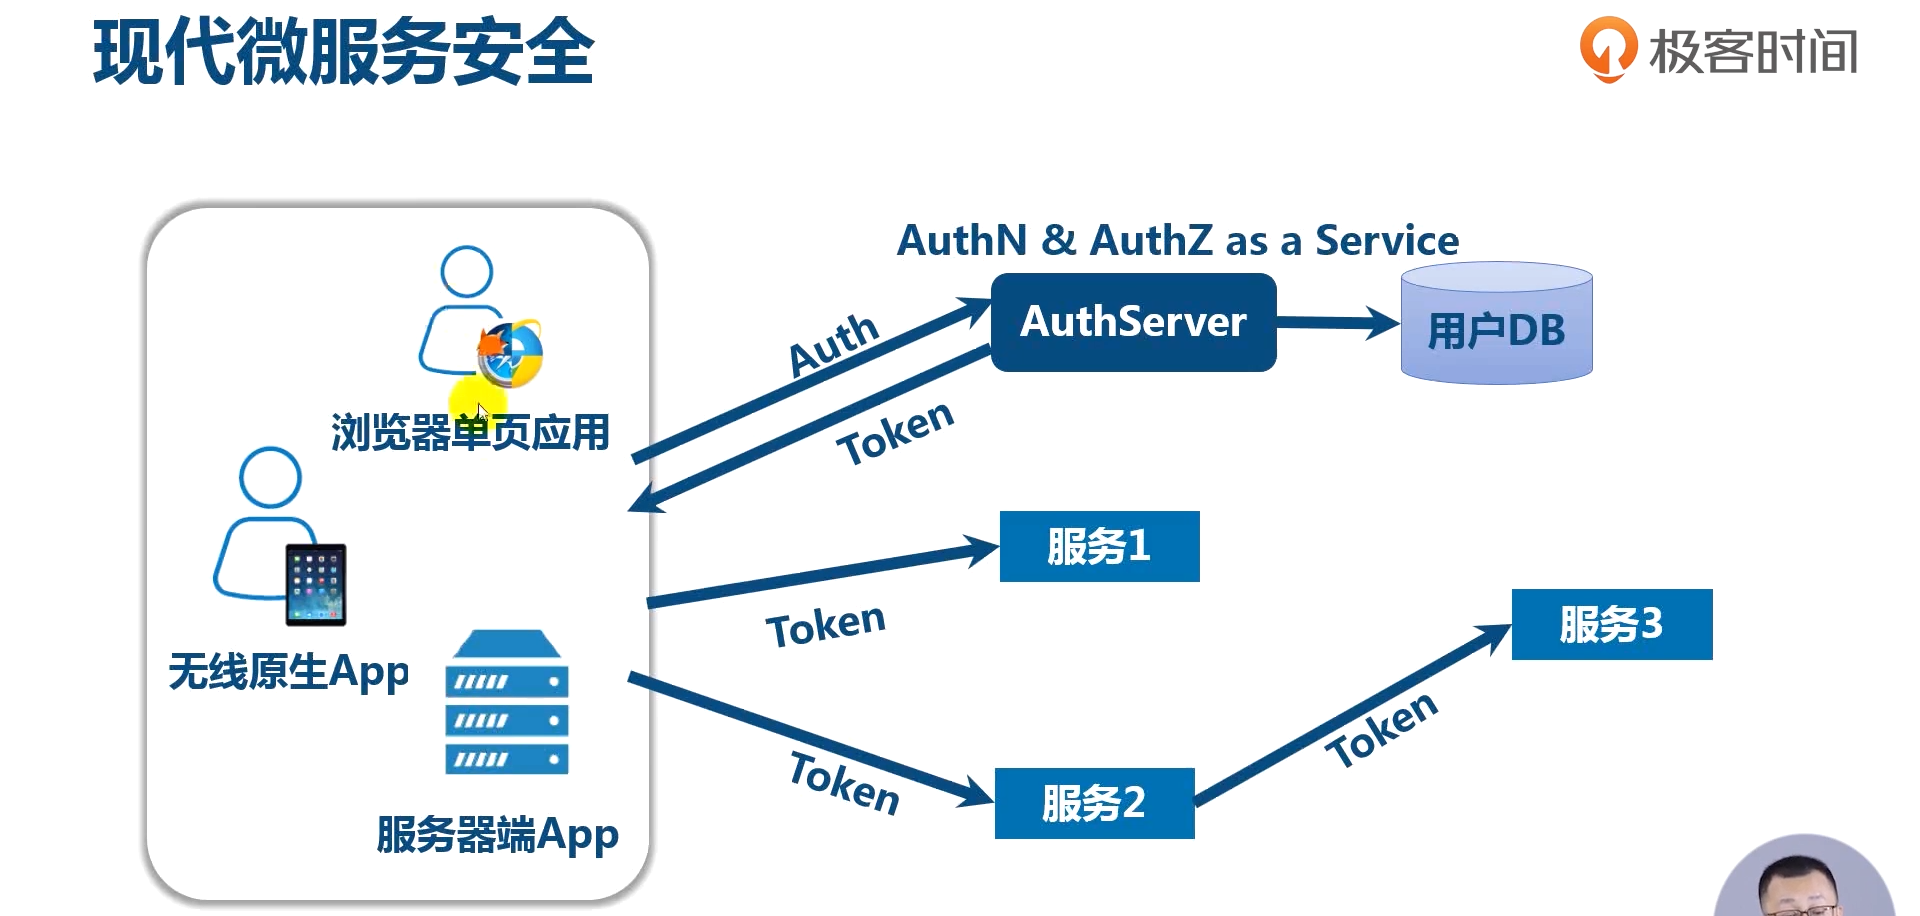 现代微服务安全
极客时间
AuthN & AuthZ as a Service
AuthServer
用户DB
Auth
Token
浏览器单页应用
服务1
Token
服务3
无线原生App
Token
Token
服务2
服务器端App